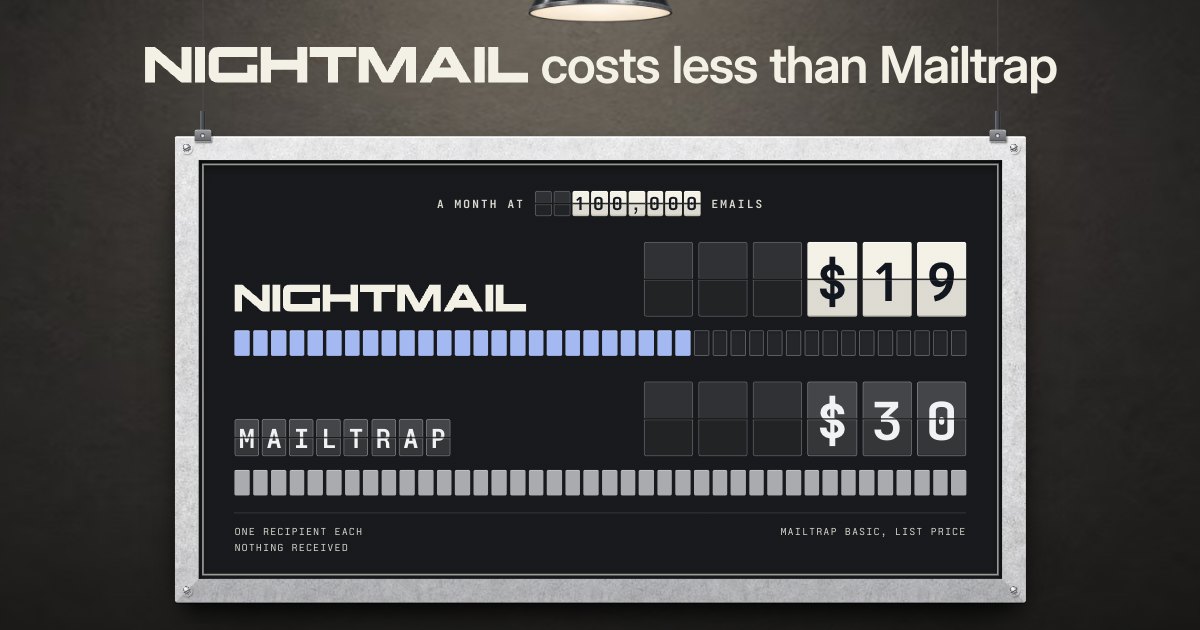 NIGHTMAIL costs less than Mailtrap
A MONTH AT 100,000 EMAILS
NIGHTMAIL $19
MAILTRAP $30
ONE RECIPIENT EACH
NOTHING RECEIVED
MAILTRAP BASIC, LIST PRICE